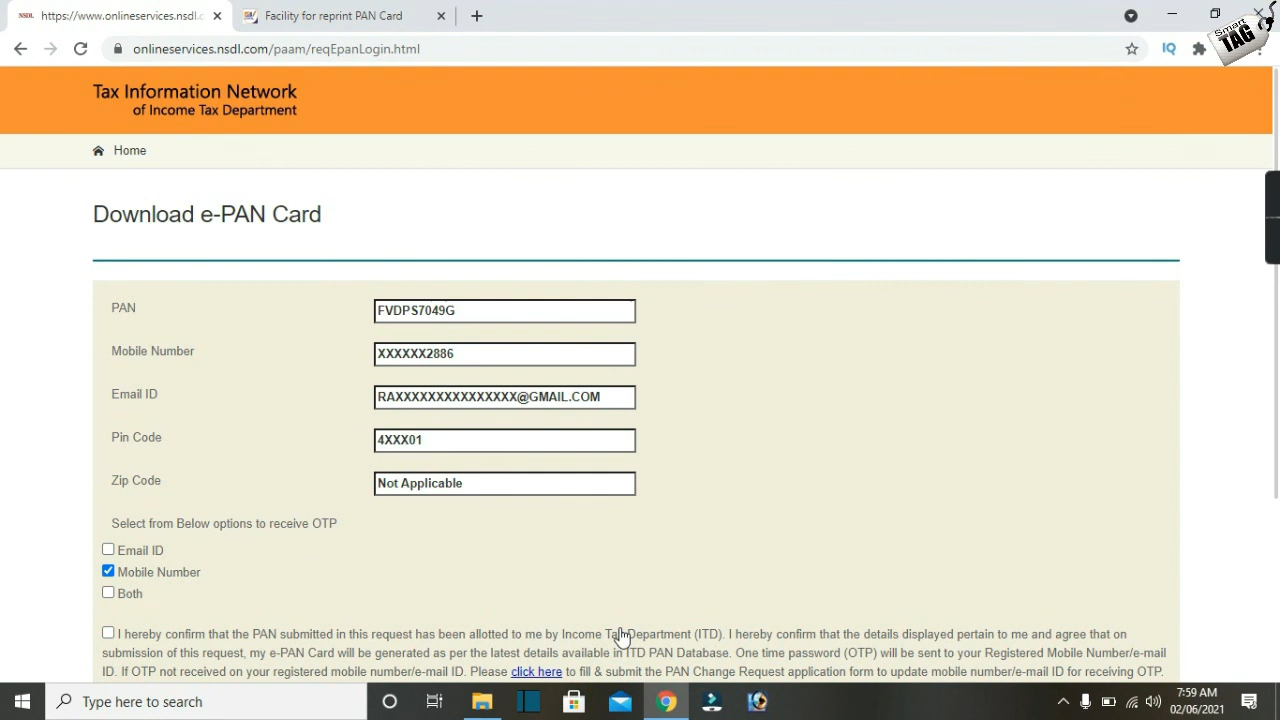 NSDL https://www.onlineservices.nsdl.c
Facility for reprint PAN Card
onlineservices.nsdl.com/paam/reqEpanLogin.html
IQ
Smart
TAG
Tax Information Network
of Income Tax Department
Home
Download e-PAN Card
PAN FVDPS7049G
Mobile Number XXXXXX2886
Email ID RAXXXXXXXXXXXXXXX@GMAIL.COM
Pin Code 4XXX01
Zip Code Not Applicable
Select from Below options to receive OTP
Email ID
Mobile Number
Both
I hereby confirm that the PAN submitted in this request has been allotted to me by Income Tax Department (ITD). I hereby confirm that the details displayed pertain to me and agree that on
submission of this request, my e-PAN Card will be generated as per the latest details available in ITD PAN Database. One time password (OTP) will be sent to your Registered Mobile Number/e-mail
ID. If OTP not received on your registered mobile number/e-mail ID. Please click here to fill & submit the PAN Change Request application form to update mobile number/e-mail ID for receiving OTP.
Type here to search
7:59 AM
02/06/2021